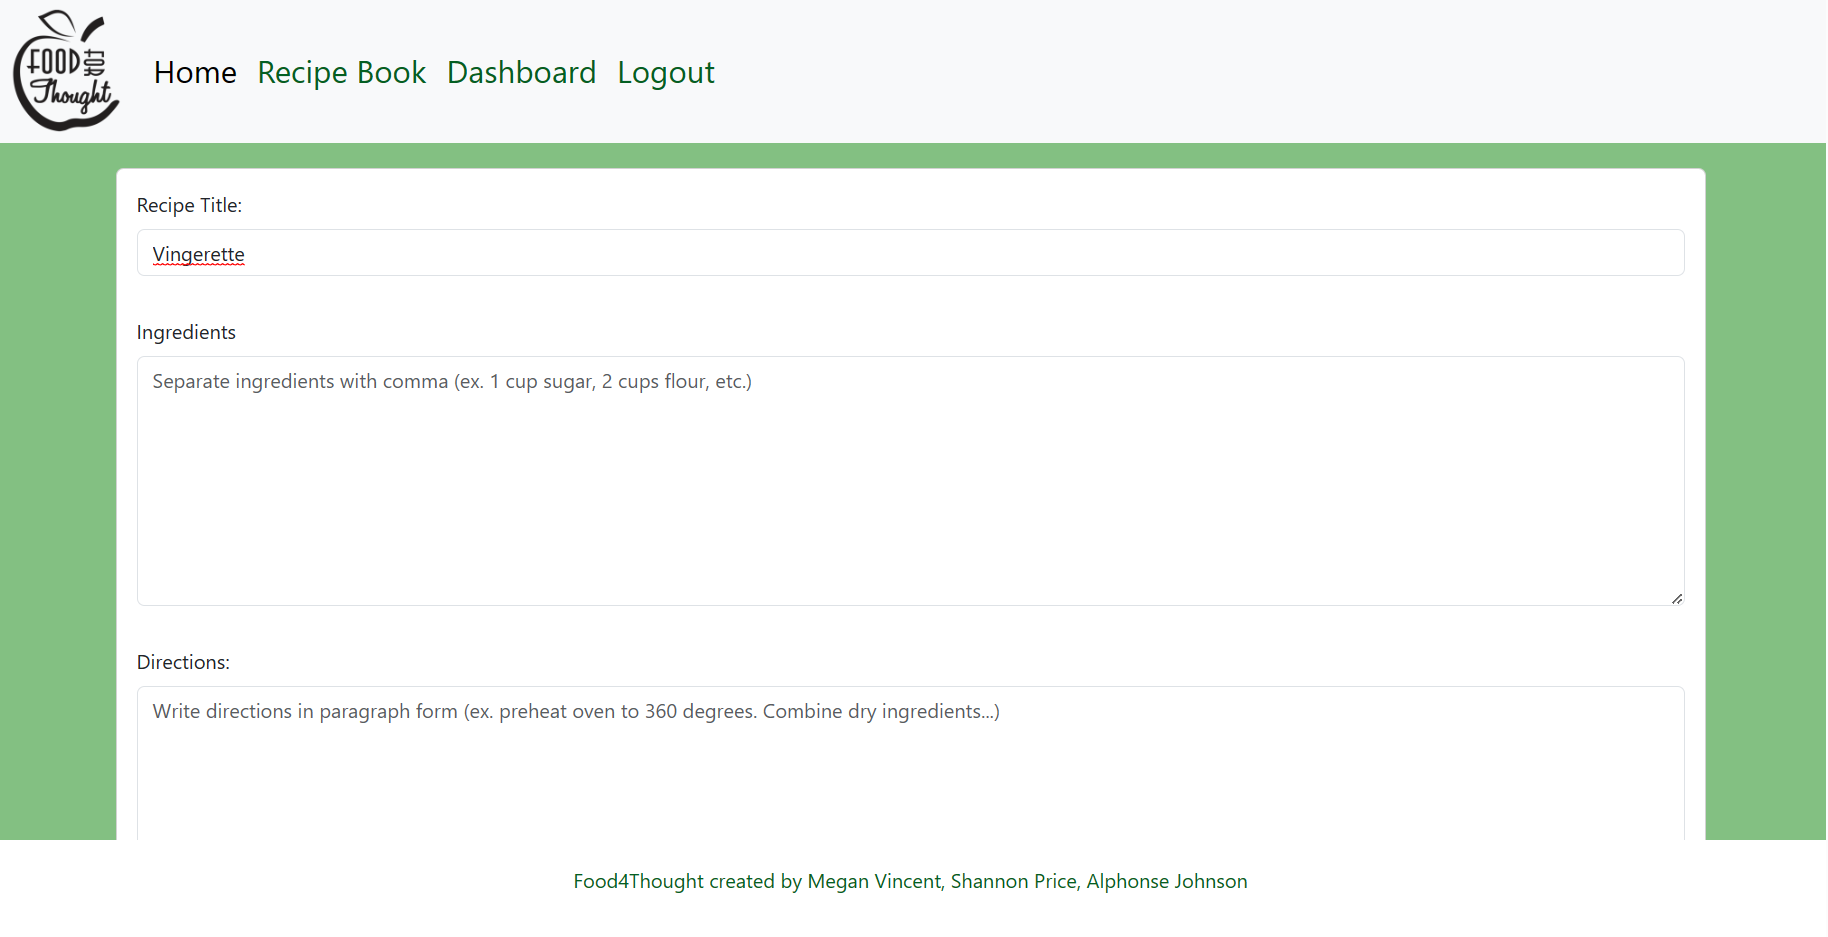 FOOD FOR
Thought
Home Recipe Book Dashboard Logout
Recipe Title:
Vingerette
Ingredients
Separate ingredients with comma (ex. 1 cup sugar, 2 cups flour, etc.)
Directions:
Write directions in paragraph form (ex. preheat oven to 360 degrees. Combine dry ingredients...)
Food4Thought created by Megan Vincent, Shannon Price, Alphonse Johnson